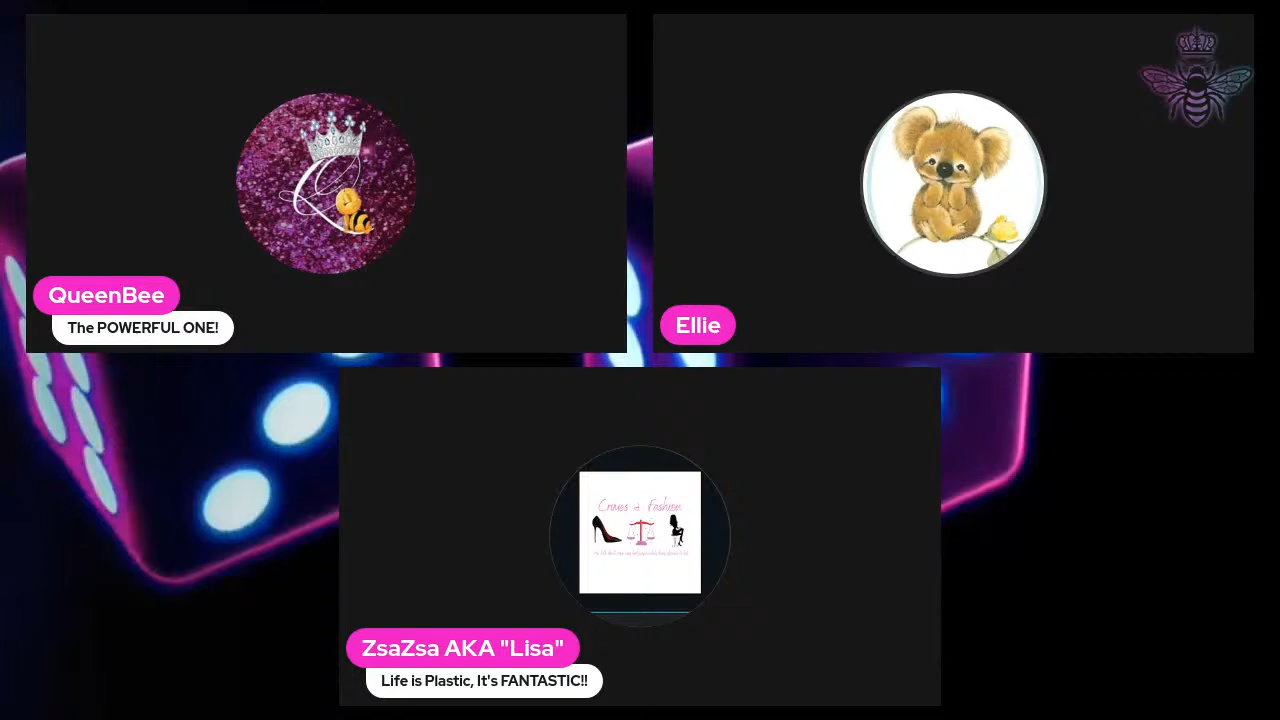 QueenBee
The POWERFUL ONE!
Ellie
Crimes & Fashion
ZsaZsa AKA "Lisa"
Life is Plastic, It's FANTASTIC!!